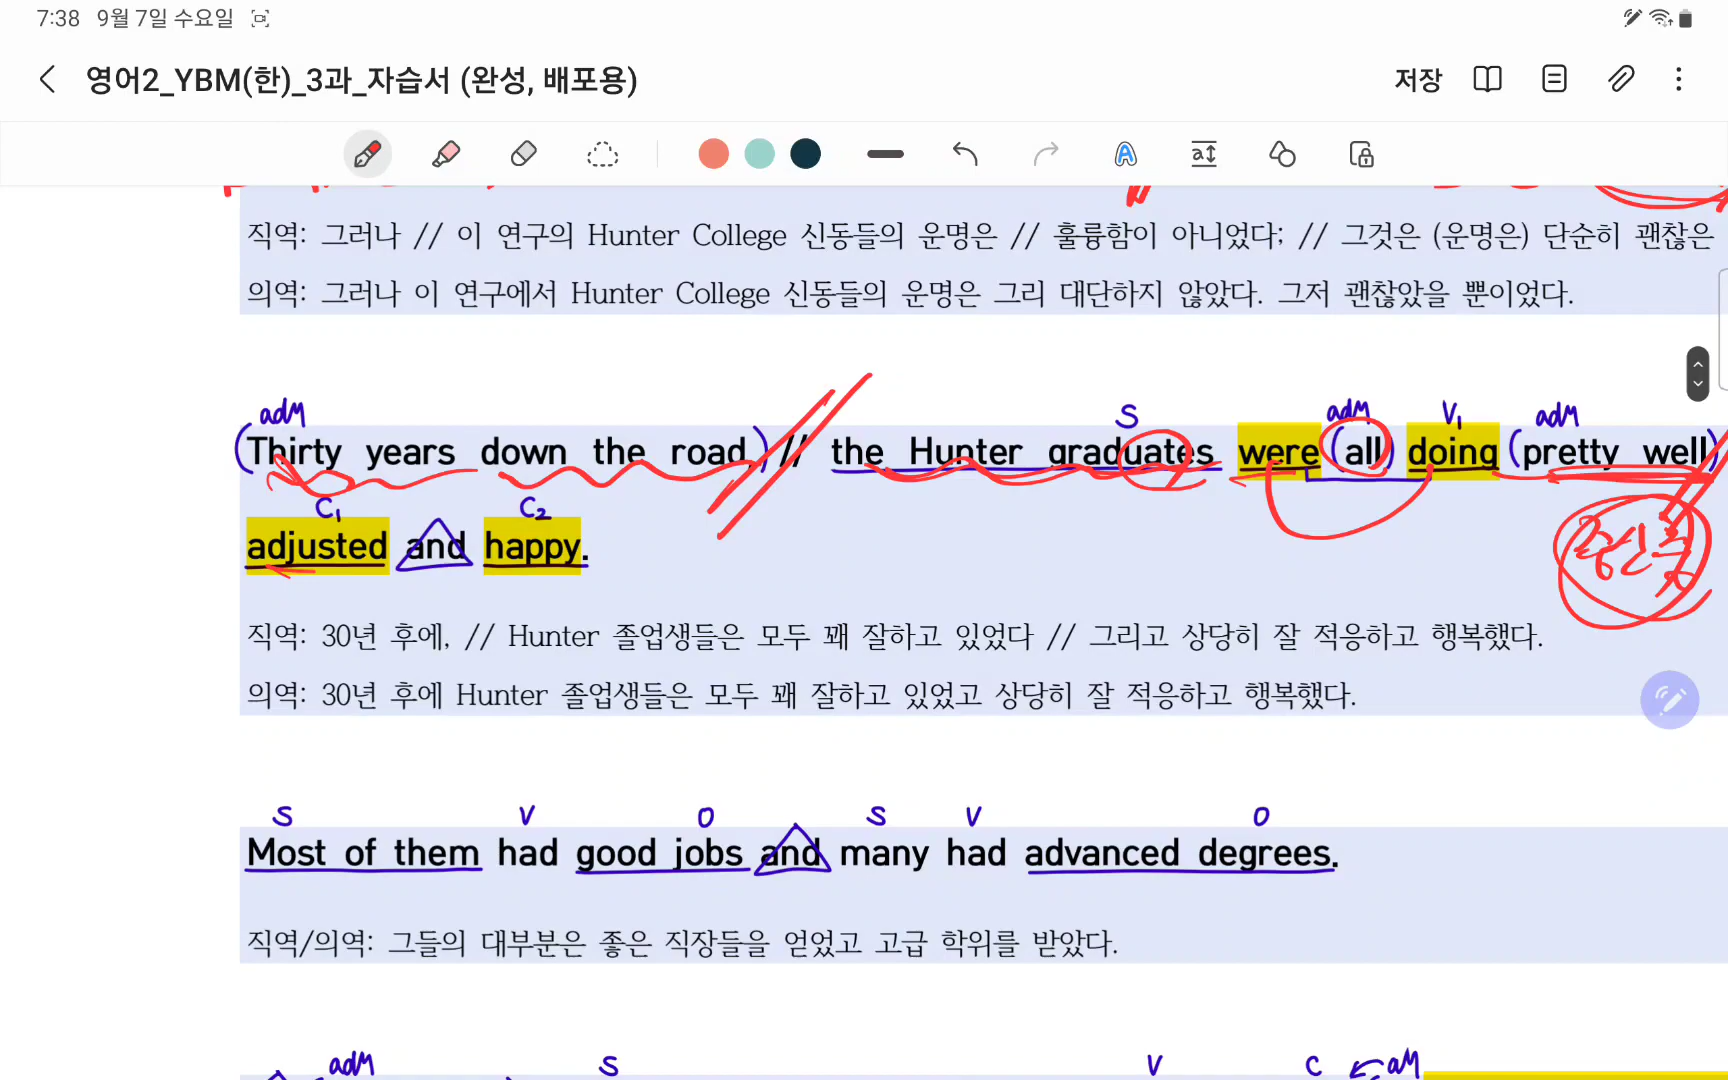 7:38 9월 7일 수요일
영어2_YBM(한)_3과_자습서 (완성, 배포용)
저장
직역: 그러나 // 이 연구의 Hunter College 신동들의 운명은 // 훌륭함이 아니었다; // 그것은 (운명은) 단순히 괜찮은
의역: 그러나 이 연구에서 Hunter College 신동들의 운명은 그리 대단하지 않았다. 그저 괜찮았을 뿐이었다.
adM S adM V₁ adM
(Thirty years down the road,) // the Hunter graduates were (all) doing (pretty well)
C₁ C₂
adjusted and happy.
직역: 30년 후에, // Hunter 졸업생들은 모두 꽤 잘하고 있었다 // 그리고 상당히 잘 적응하고 행복했다.
의역: 30년 후에 Hunter 졸업생들은 모두 꽤 잘하고 있었고 상당히 잘 적응하고 행복했다.
S V O S V O
Most of them had good jobs and many had advanced degrees.
직역/의역: 그들의 대부분은 좋은 직장들을 얻었고 고급 학위를 받았다.
adM S V C aM